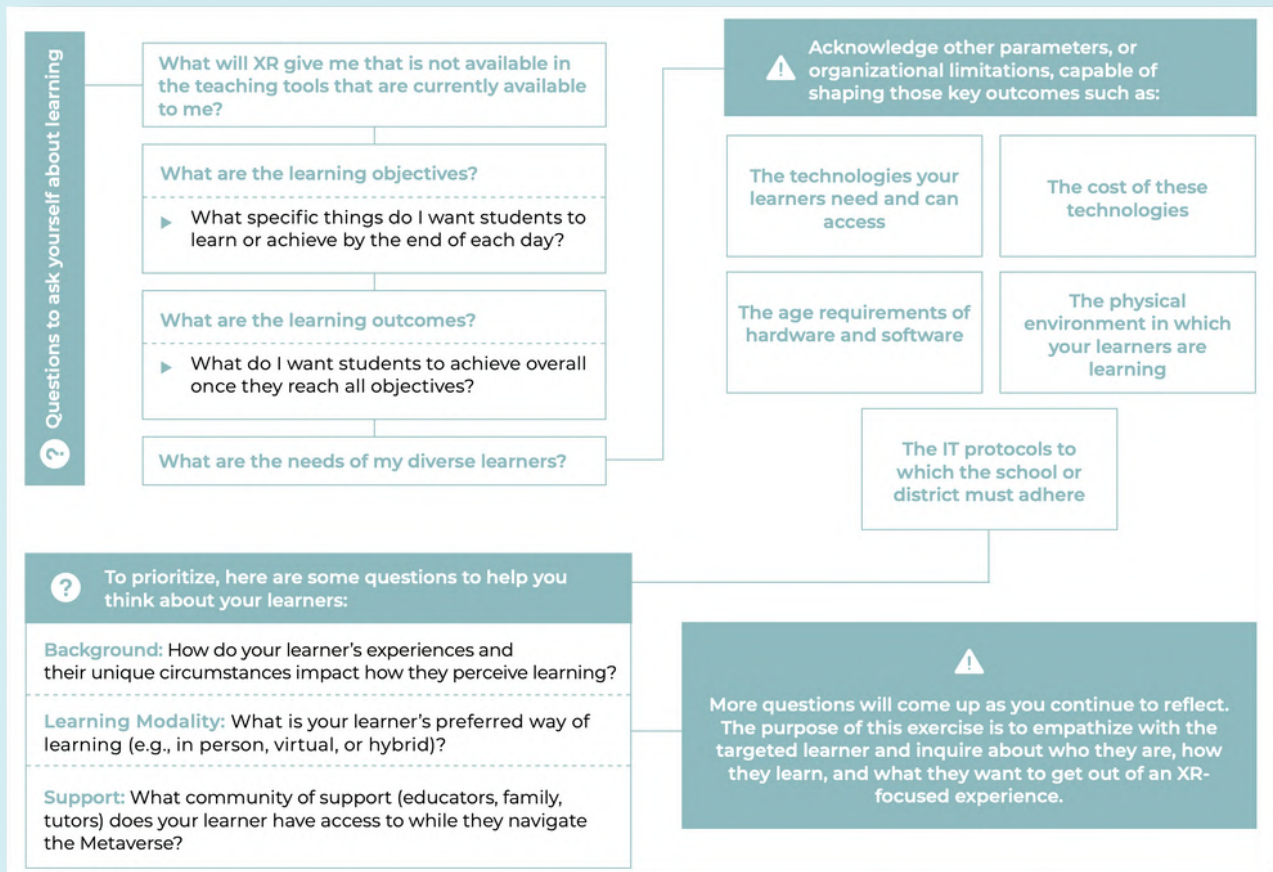 Questions to ask yourself about learning
What will XR give me that is not available in
the teaching tools that are currently available
to me?
What are the learning objectives?
What specific things do I want students to
learn or achieve by the end of each day?
What are the learning outcomes?
What do I want students to achieve overall
once they reach all objectives?
What are the needs of my diverse learners?
Acknowledge other parameters, or
organizational limitations, capable of
shaping those key outcomes such as:
The technologies your
learners need and can
access
The cost of these
technologies
The age requirements of
hardware and software
The physical
environment in which
your learners are
learning
The IT protocols to
which the school or
district must adhere
To prioritize, here are some questions to help you
think about your learners:
Background: How do your learner’s experiences and
their unique circumstances impact how they perceive learning?
Learning Modality: What is your learner’s preferred way of
learning (e.g., in person, virtual, or hybrid)?
Support: What community of support (educators, family,
tutors) does your learner have access to while they navigate
the Metaverse?
More questions will come up as you continue to reflect.
The purpose of this exercise is to empathize with the
targeted learner and inquire about who they are, how
they learn, and what they want to get out of an XR-
focused experience.